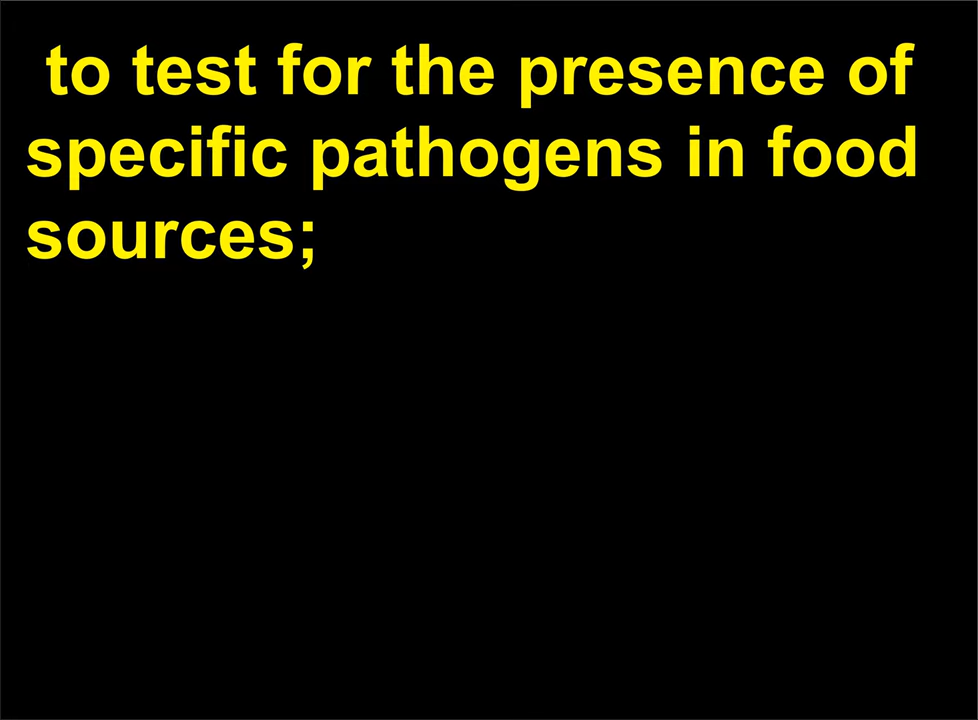 to test for the presence of
specific pathogens in food
sources;